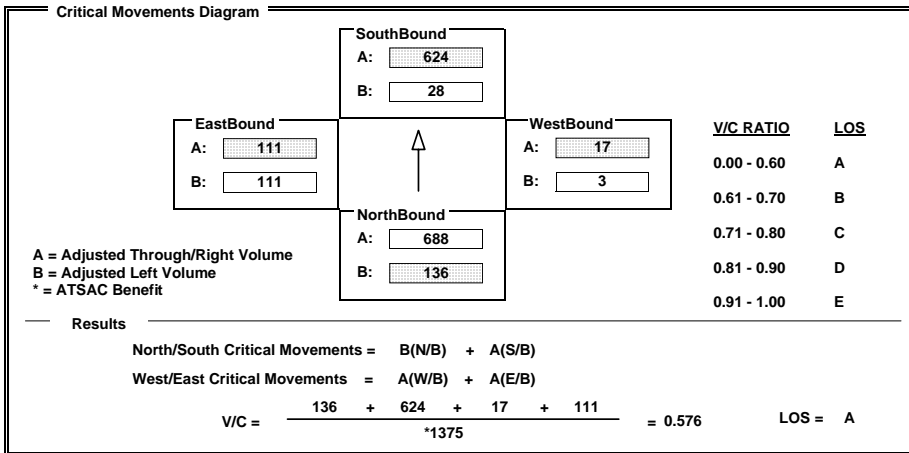 Critical Movements Diagram
SouthBound
A: 624
B: 28
EastBound
A: 111
B: 111
WestBound
A: 17
B: 3
NorthBound
A: 688
B: 136
V/C RATIO LOS
0.00 - 0.60 A
0.61 - 0.70 B
0.71 - 0.80 C
0.81 - 0.90 D
0.91 - 1.00 E
A = Adjusted Through/Right Volume
B = Adjusted Left Volume
* = ATSAC Benefit
Results
North/South Critical Movements = B(N/B) + A(S/B)
West/East Critical Movements = A(W/B) + A(E/B)
136 + 624 + 17 + 111
V/C = = 0.576 LOS = A
*1375